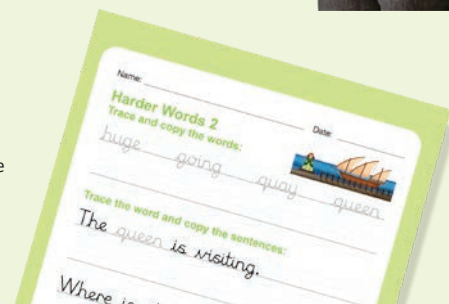 Name:
Date:
Harder Words 2
Trace and copy the words:
huge going quay queen
Trace the word and copy the sentences:
The queen is visiting.
Where is